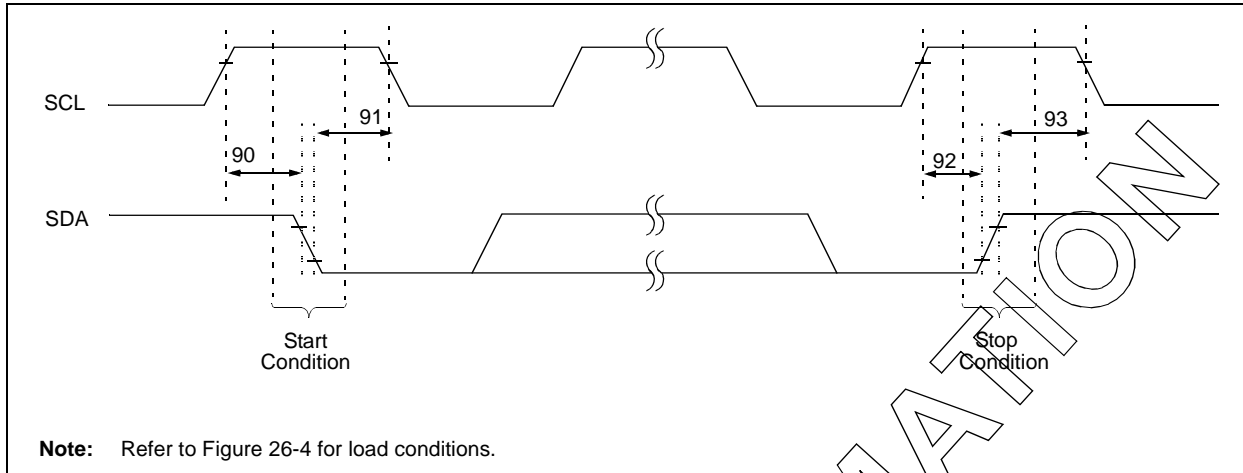 SCL
91
93
90
92
SDA
Start
Condition
Stop
Condition
MATION
Note: Refer to Figure 26-4 for load conditions.